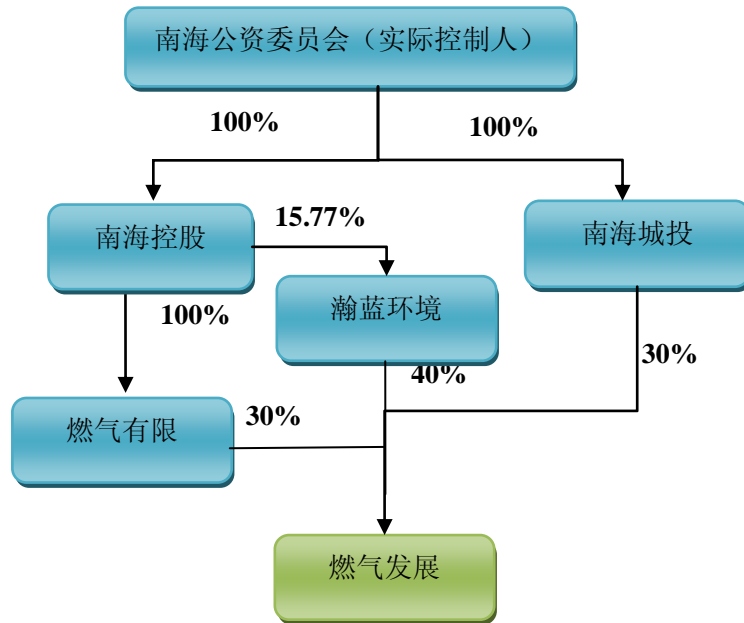 南海公资委员会（实际控制人）
100%
100%
南海控股
15.77%
南海城投
瀚蓝环境
100%
40%
30%
燃气有限
30%
燃气发展